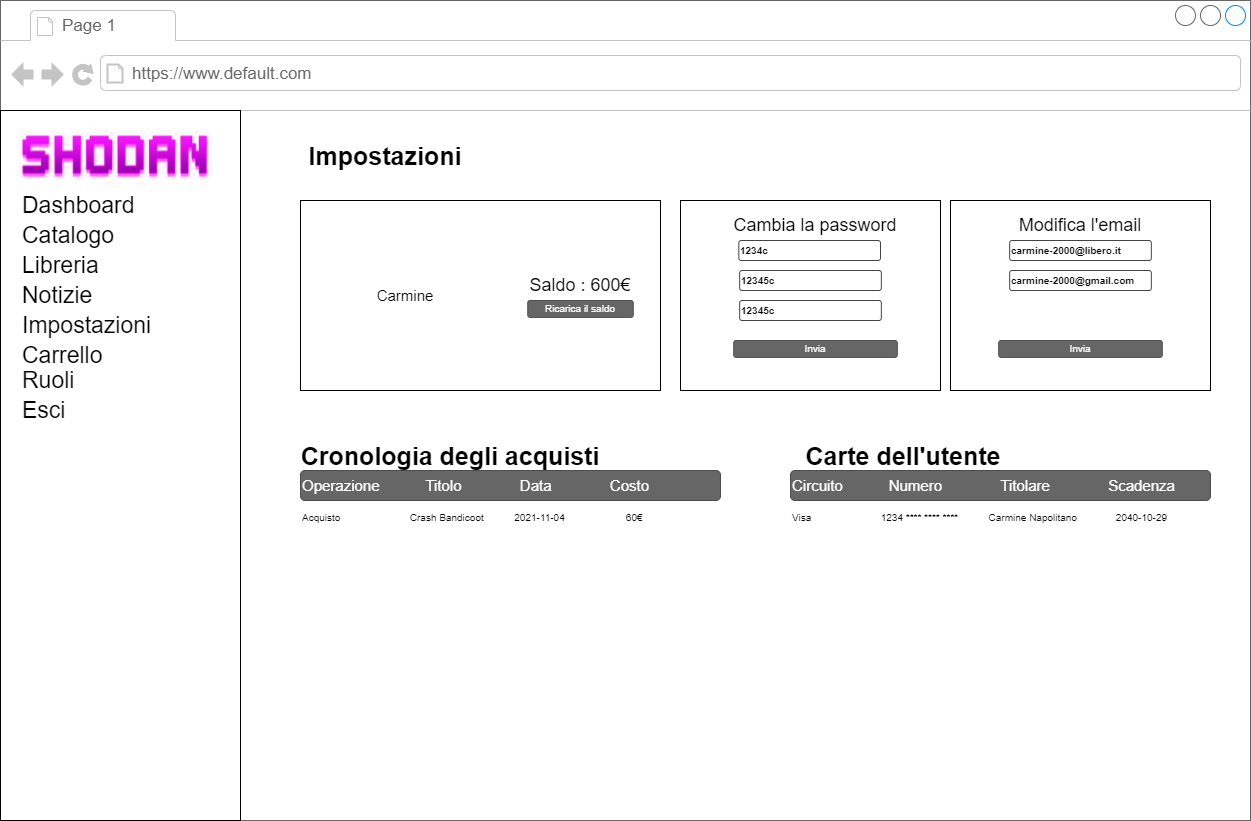 Page 1
https://www.default.com
SHODAN
Dashboard
Catalogo
Libreria
Notizie
Impostazioni
Carrello
Ruoli
Esci
Impostazioni
Carmine
Saldo : 600€
Ricarica il saldo
Cambia la password
1234c
12345c
12345c
Invia
Modifica l'email
carmine-2000@libero.it
carmine-2000@gmail.com
Invia
Cronologia degli acquisti
Operazione Titolo Data Costo
Acquisto Crash Bandicoot 2021-11-04 60€
Carte dell'utente
Circuito Numero Titolare Scadenza
Visa 1234 **** **** **** Carmine Napolitano 2040-10-29